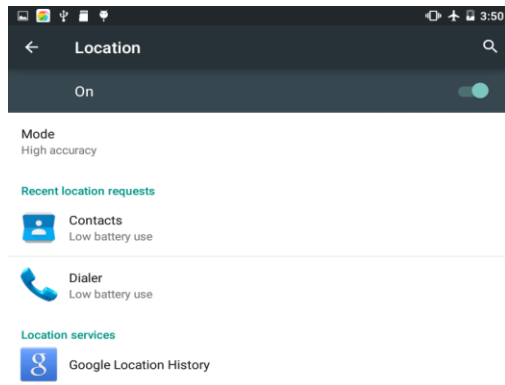 3:50
Location
On
Mode
High accuracy
Recent location requests
Contacts
Low battery use
Dialer
Low battery use
Location services
8
Google Location History